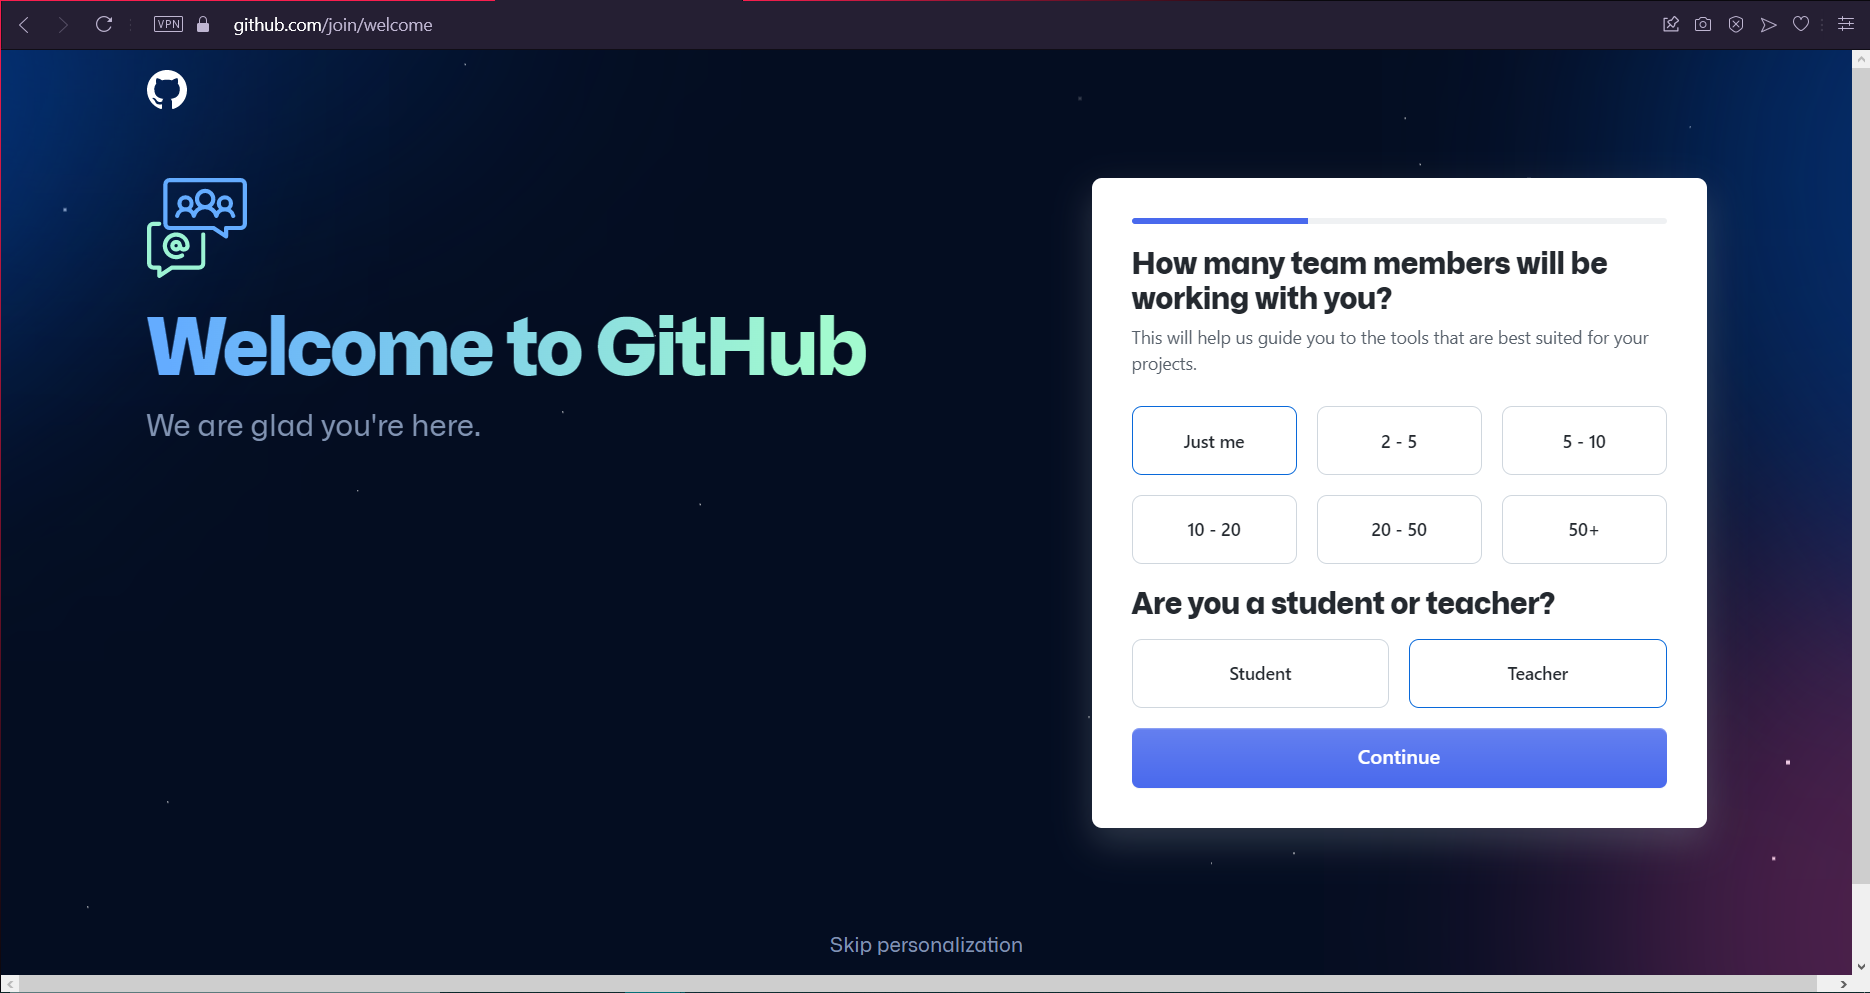 VPN
github.com/join/welcome
@
Welcome to GitHub
We are glad you're here.
How many team members will be
working with you?
This will help us guide you to the tools that are best suited for your
projects.
Just me
2 - 5
5 - 10
10 - 20
20 - 50
50+
Are you a student or teacher?
Student
Teacher
Continue
Skip personalization